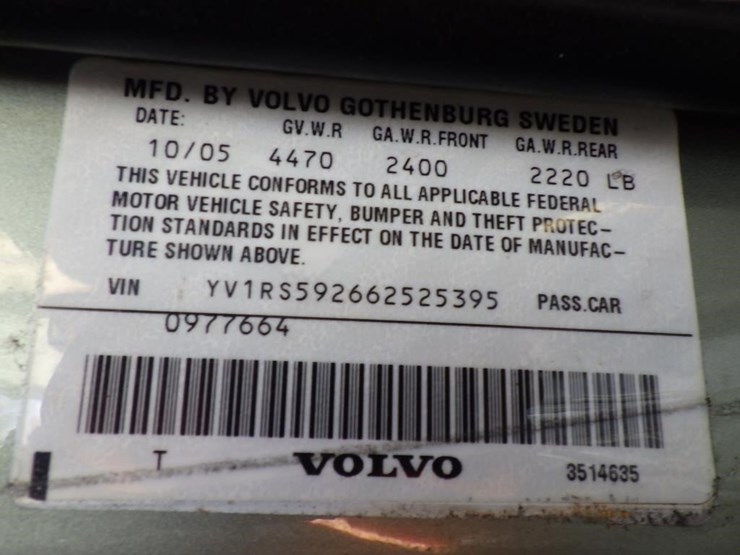 MFD. BY VOLVO GOTHENBURG SWEDEN
DATE: GV.W.R GA.W.R.FRONT GA.W.R.REAR
10/05 4470 2400 2220 LB
THIS VEHICLE CONFORMS TO ALL APPLICABLE FEDERAL
MOTOR VEHICLE SAFETY, BUMPER AND THEFT PROTEC-
TION STANDARDS IN EFFECT ON THE DATE OF MANUFAC-
TURE SHOWN ABOVE.
VIN YV1RS592662525395 PASS.CAR
0977664
T VOLVO 3514635